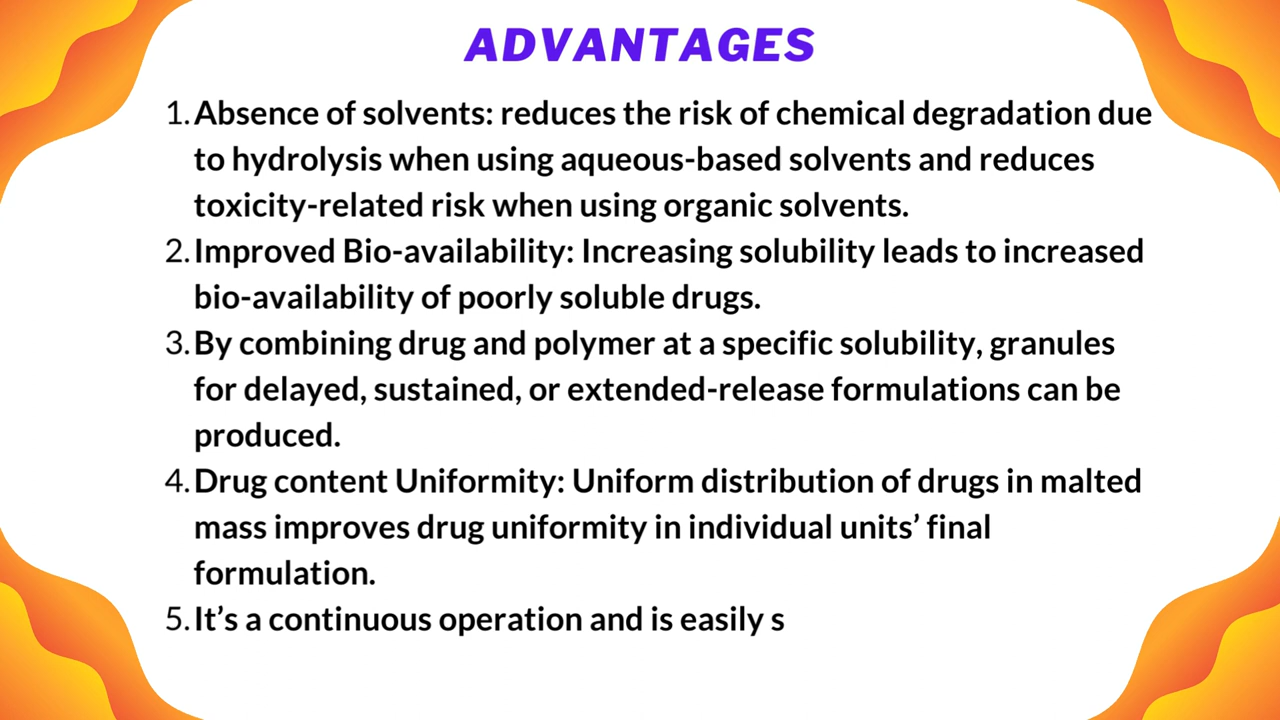 ADVANTAGES
1. Absence of solvents: reduces the risk of chemical degradation due
to hydrolysis when using aqueous-based solvents and reduces
toxicity-related risk when using organic solvents.
2. Improved Bio-availability: Increasing solubility leads to increased
bio-availability of poorly soluble drugs.
3. By combining drug and polymer at a specific solubility, granules
for delayed, sustained, or extended-release formulations can be
produced.
4. Drug content Uniformity: Uniform distribution of drugs in malted
mass improves drug uniformity in individual units’ final
formulation.
5. It’s a continuous operation and is easily s